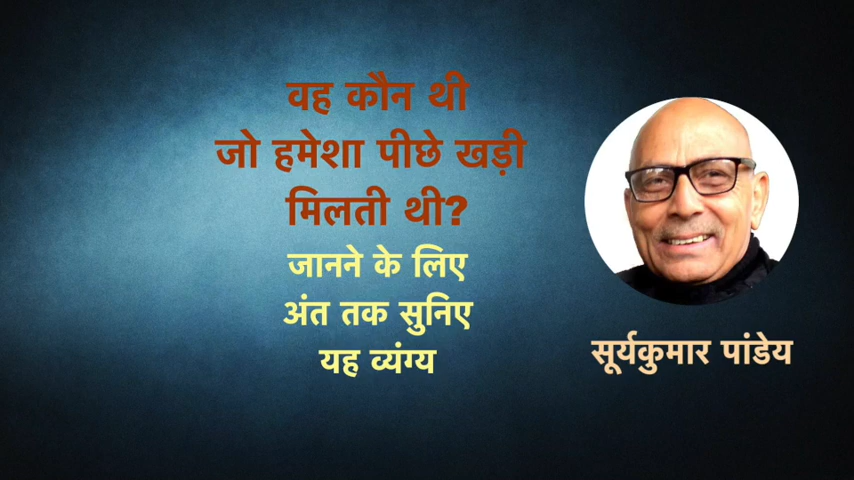 वह कौन थी
जो हमेशा पीछे खड़ी
मिलती थी?
जानने के लिए
अंत तक सुनिए
यह व्यंग्य
सूर्यकुमार पांडेय